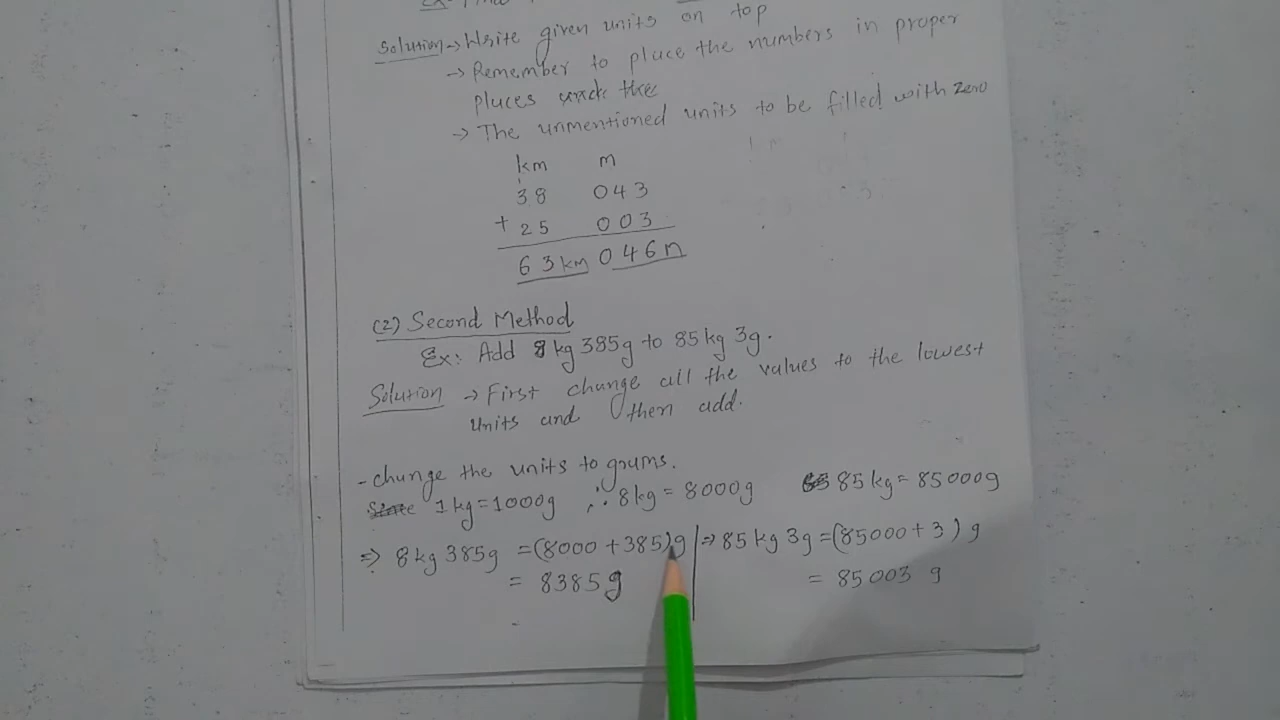 Solution → Write given units on top
→ Remember to place the numbers in proper
places
→ The unmentioned units to be filled with zero
km m
38 043
+ 25 003
63 km 046 m
(2) Second Method
Ex: Add 8 kg 385g to 85 kg 3g.
Solution → First change all the values to the lowest
units and then add.
- change the units to grams.
1 kg = 1000g ∴ 8 kg = 8000g 85 kg = 85000g
⇒ 8 kg 385g = (8000 + 385)g ⇒ 85 kg 3g = (85000 + 3) g
= 8385 g = 85003 g